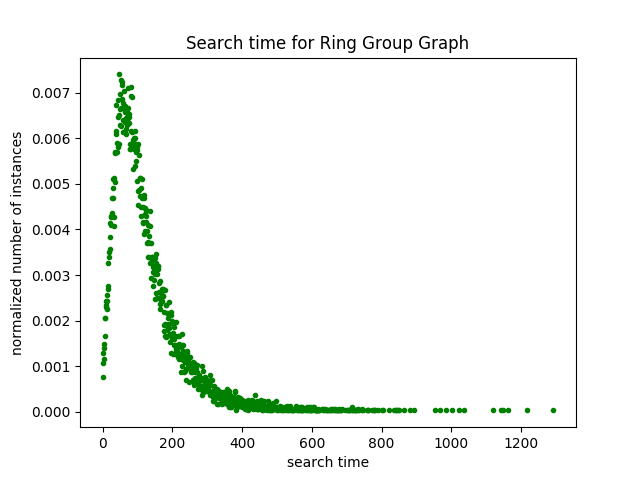 Search time for Ring Group Graph
normalized number of instances
0.007
0.006
0.005
0.004
0.003
0.002
0.001
0.000
0 200 400 600 800 1000 1200
search time